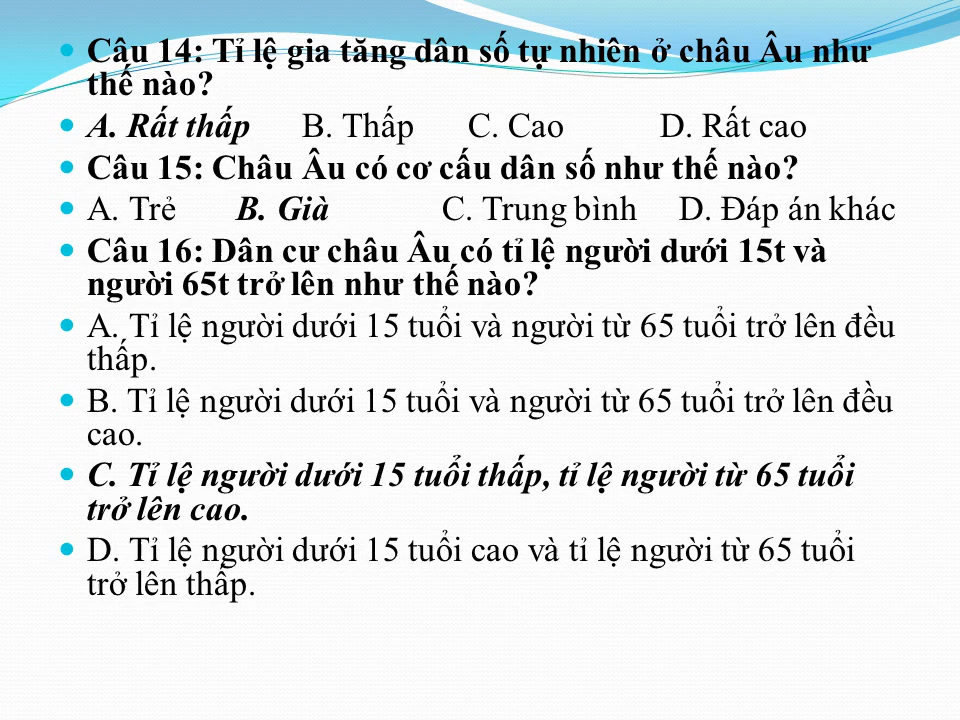 Câu 14: Tỉ lệ gia tăng dân số tự nhiên ở châu Âu như
thế nào?
A. Rất thấp B. Thấp C. Cao D. Rất cao
Câu 15: Châu Âu có cơ cấu dân số như thế nào?
A. Trẻ B. Già C. Trung bình D. Đáp án khác
Câu 16: Dân cư châu Âu có tỉ lệ người dưới 15t và
người 65t trở lên như thế nào?
A. Tỉ lệ người dưới 15 tuổi và người từ 65 tuổi trở lên đều
thấp.
B. Tỉ lệ người dưới 15 tuổi và người từ 65 tuổi trở lên đều
cao.
C. Tỉ lệ người dưới 15 tuổi thấp, tỉ lệ người từ 65 tuổi
trở lên cao.
D. Tỉ lệ người dưới 15 tuổi cao và tỉ lệ người từ 65 tuổi
trở lên thấp.